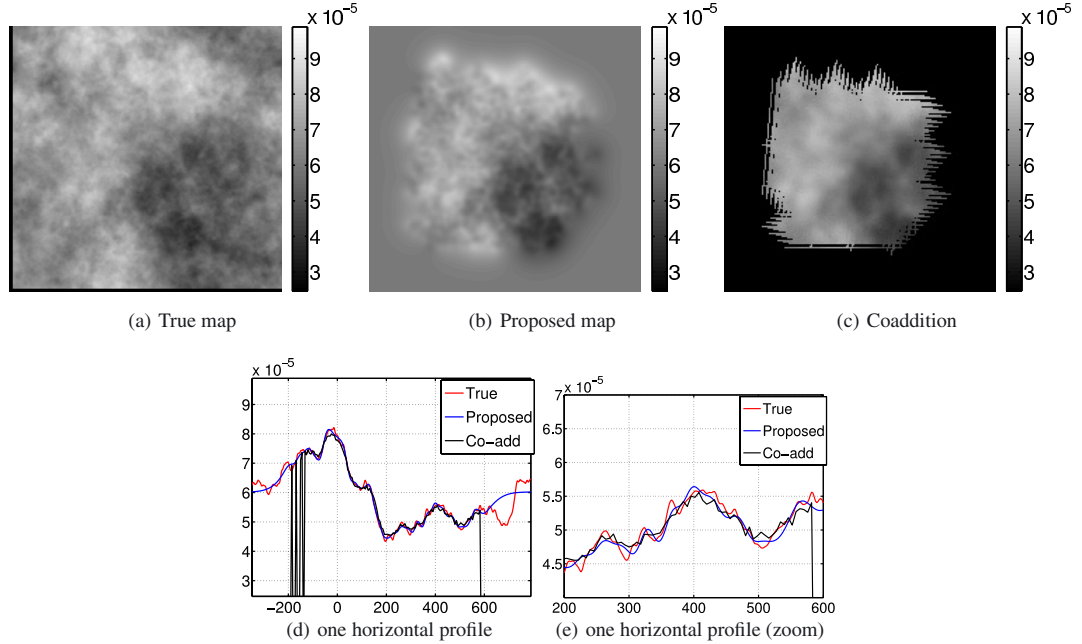 x 10⁻⁵
9
8
7
6
5
4
3
(a) True map
x 10⁻⁵
9
8
7
6
5
4
3
(b) Proposed map
x 10⁻⁵
9
8
7
6
5
4
3
(c) Coaddition
x 10⁻⁵
9
8
7
6
5
4
3
−200 0 200 400 600
True
Proposed
Co−add
(d) one horizontal profile
x 10⁻⁵
7
6.5
6
5.5
5
4.5
200 300 400 500 600
True
Proposed
Co−add
(e) one horizontal profile (zoom)